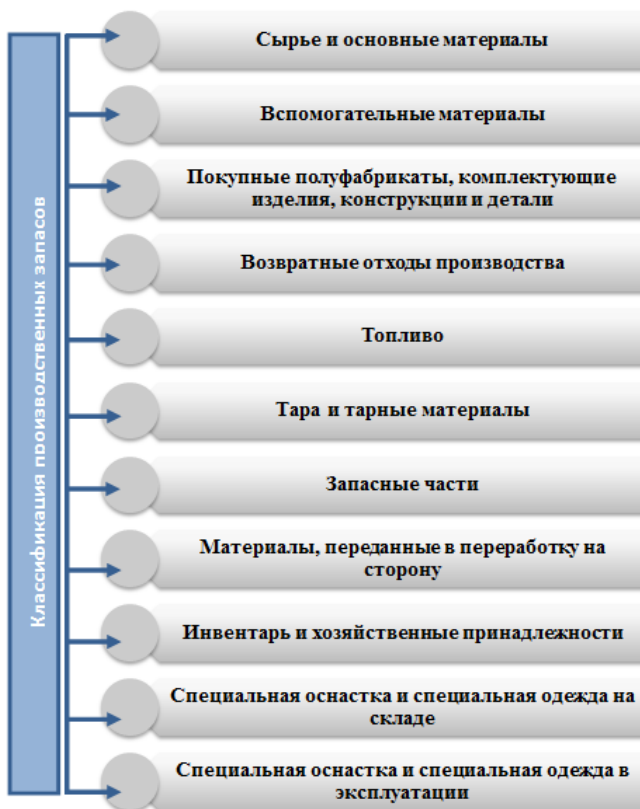 Классификация производственных запасов
Сырье и основные материалы
Вспомогательные материалы
Покупные полуфабрикаты, комплектующие
изделия, конструкции и детали
Возвратные отходы производства
Топливо
Тара и тарные материалы
Запасные части
Материалы, переданные в переработку на
сторону
Инвентарь и хозяйственные принадлежности
Специальная оснастка и специальная одежда на
складе
Специальная оснастка и специальная одежда в
эксплуатации